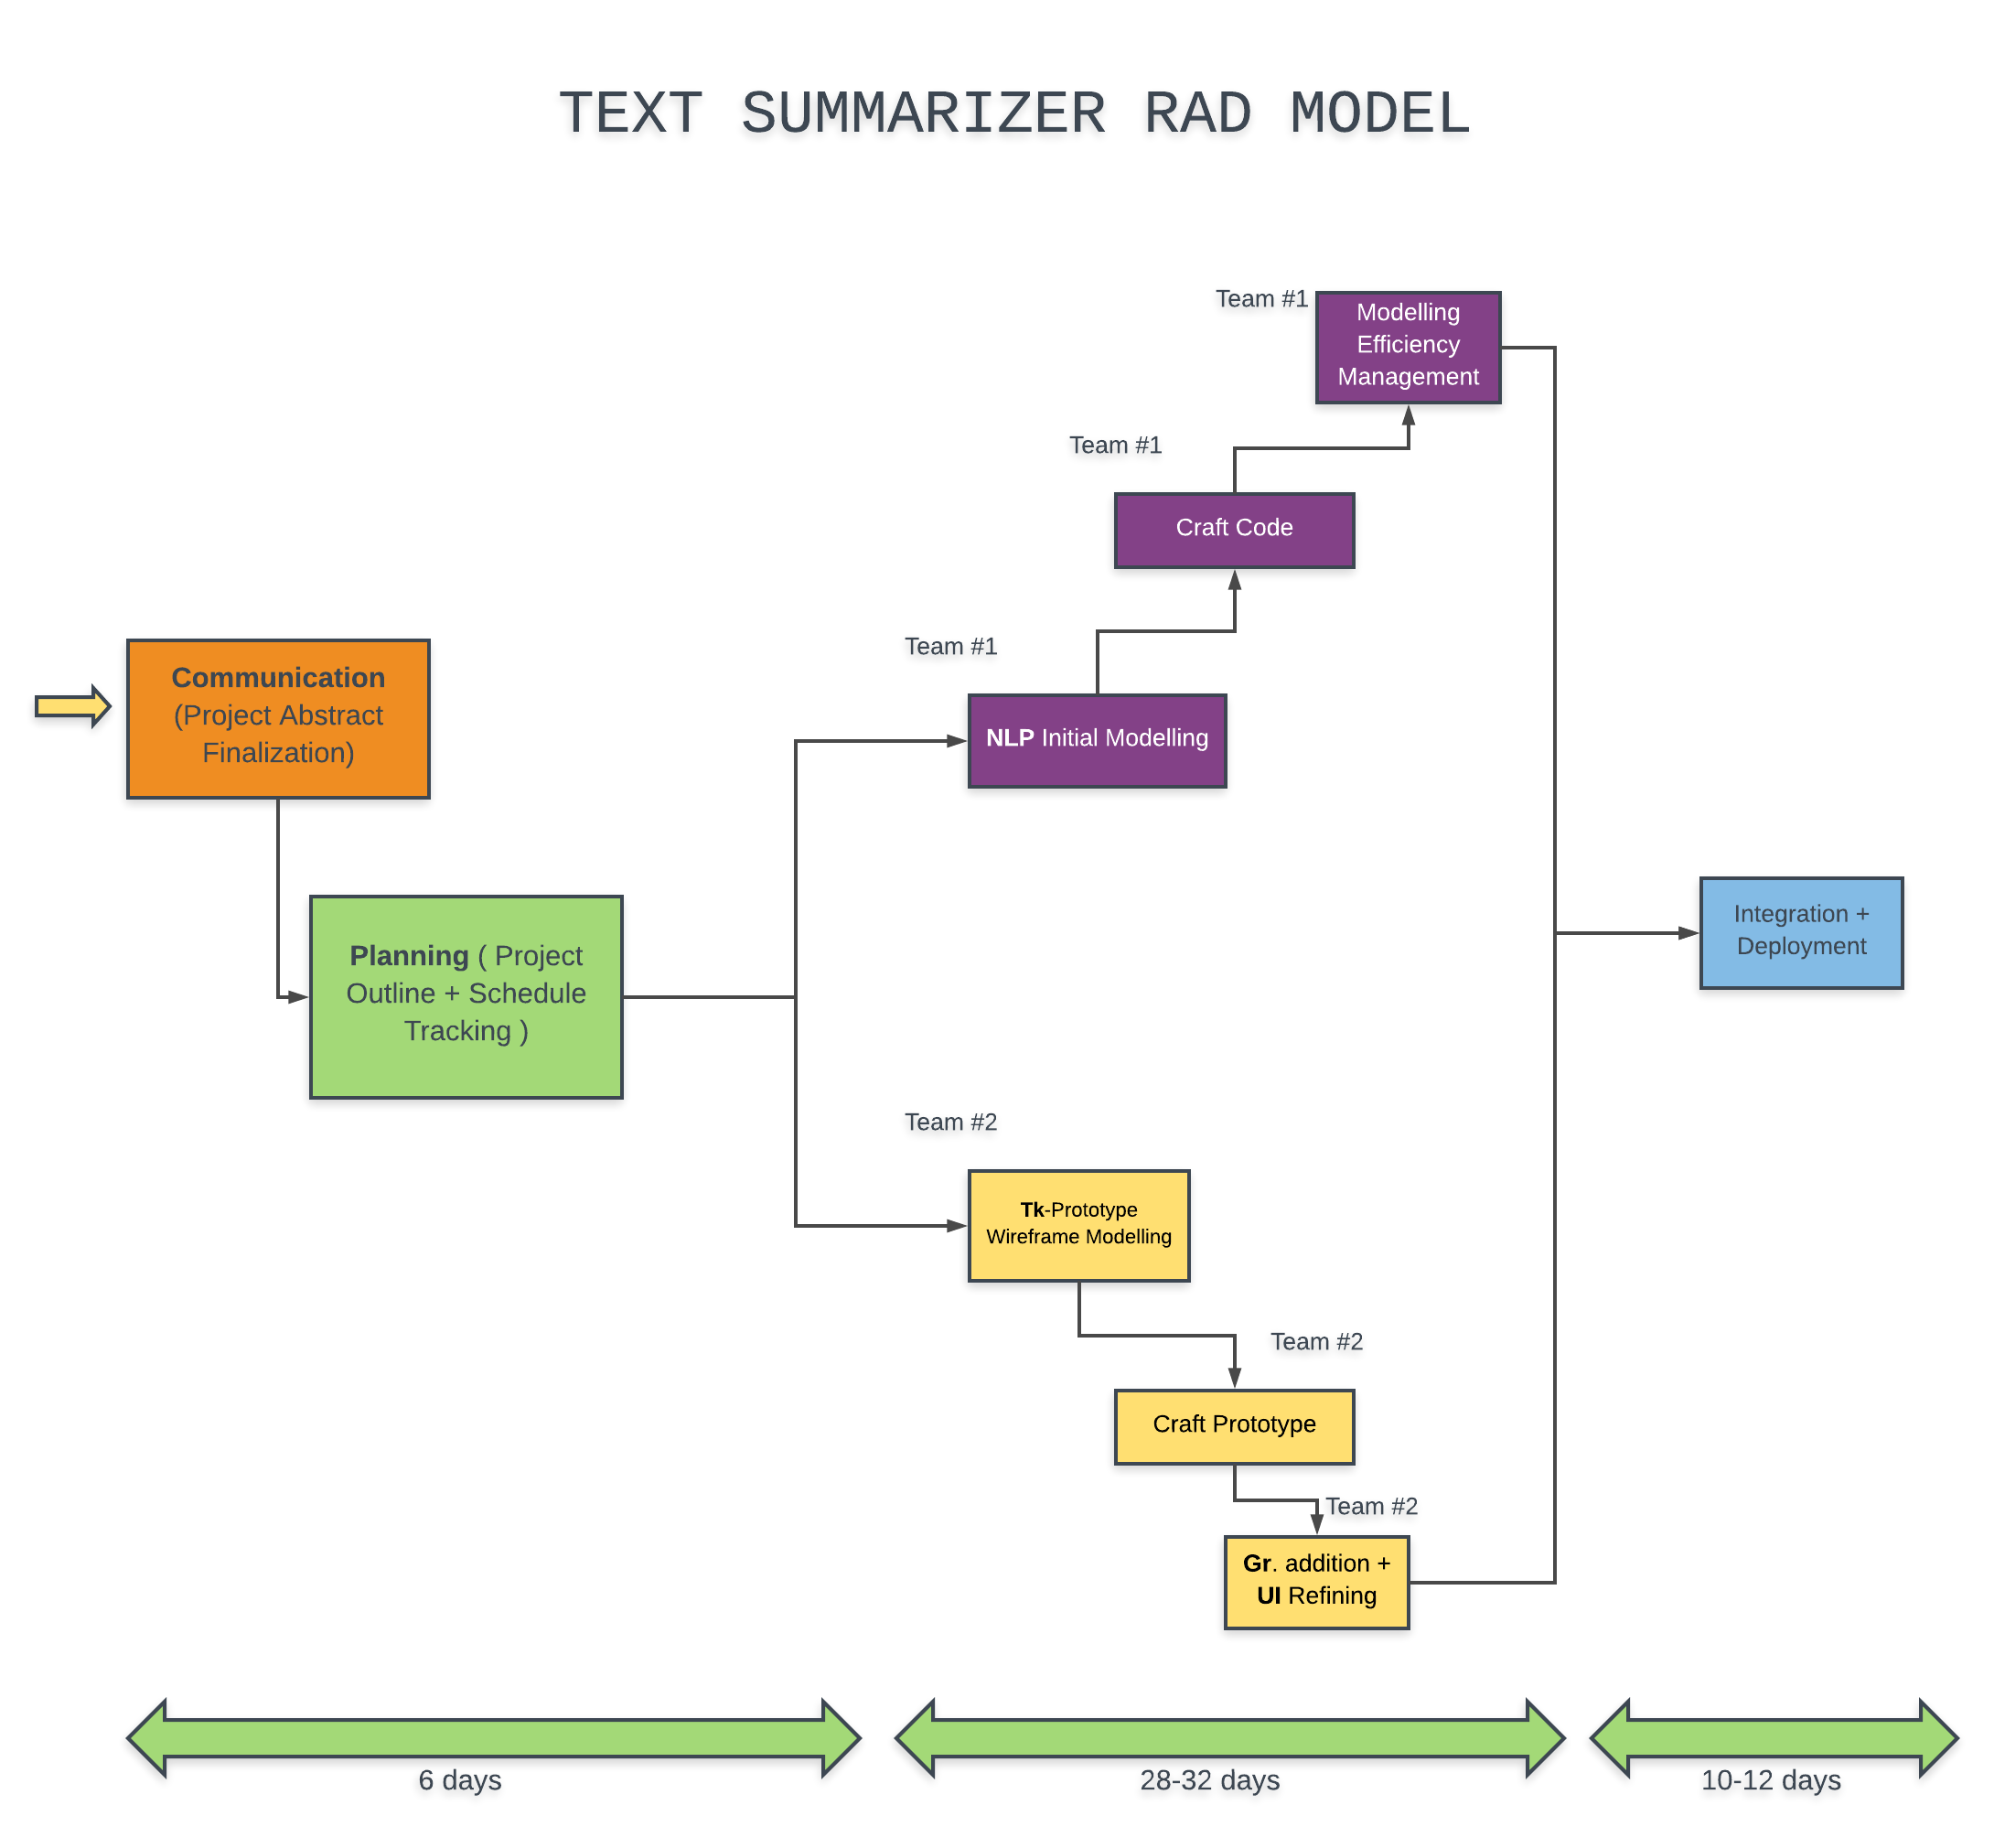 TEXT SUMMARIZER RAD MODEL
Team #1
Modelling
Efficiency
Management
Team #1
Craft Code
Team #1
NLP Initial Modelling
Communication
(Project Abstract
Finalization)
Planning ( Project
Outline + Schedule
Tracking )
Integration +
Deployment
Team #2
Tk-Prototype
Wireframe Modelling
Team #2
Craft Prototype
Team #2
Gr. addition +
UI Refining
6 days
28-32 days
10-12 days